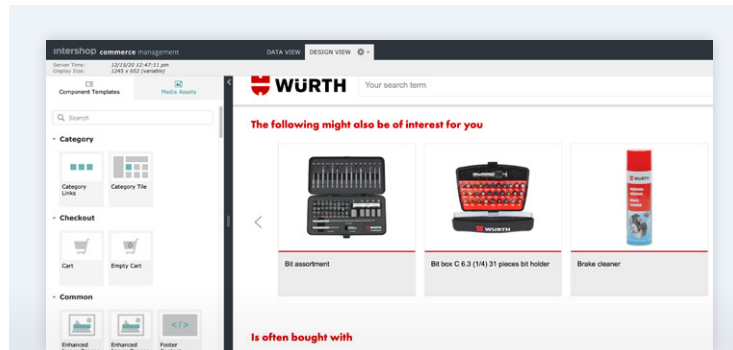 intershop commerce management
DATA VIEW DESIGN VIEW
Server Time: 12/15/20 12:47:11 pm
Display Size: 1245 x 652 (variable)
Component Templates
Media Assets
Search
Category
Category Links
Category Tile
Checkout
Cart
Empty Cart
Common
Enhanced
Enhanced
Footer
WÜRTH
Your search term
The following might also be of interest for you
WURTH
WURTH
Bit assortment
Bit box C 6.3 (1/4) 31 pieces bit holder
Brake cleaner
Is often bought with